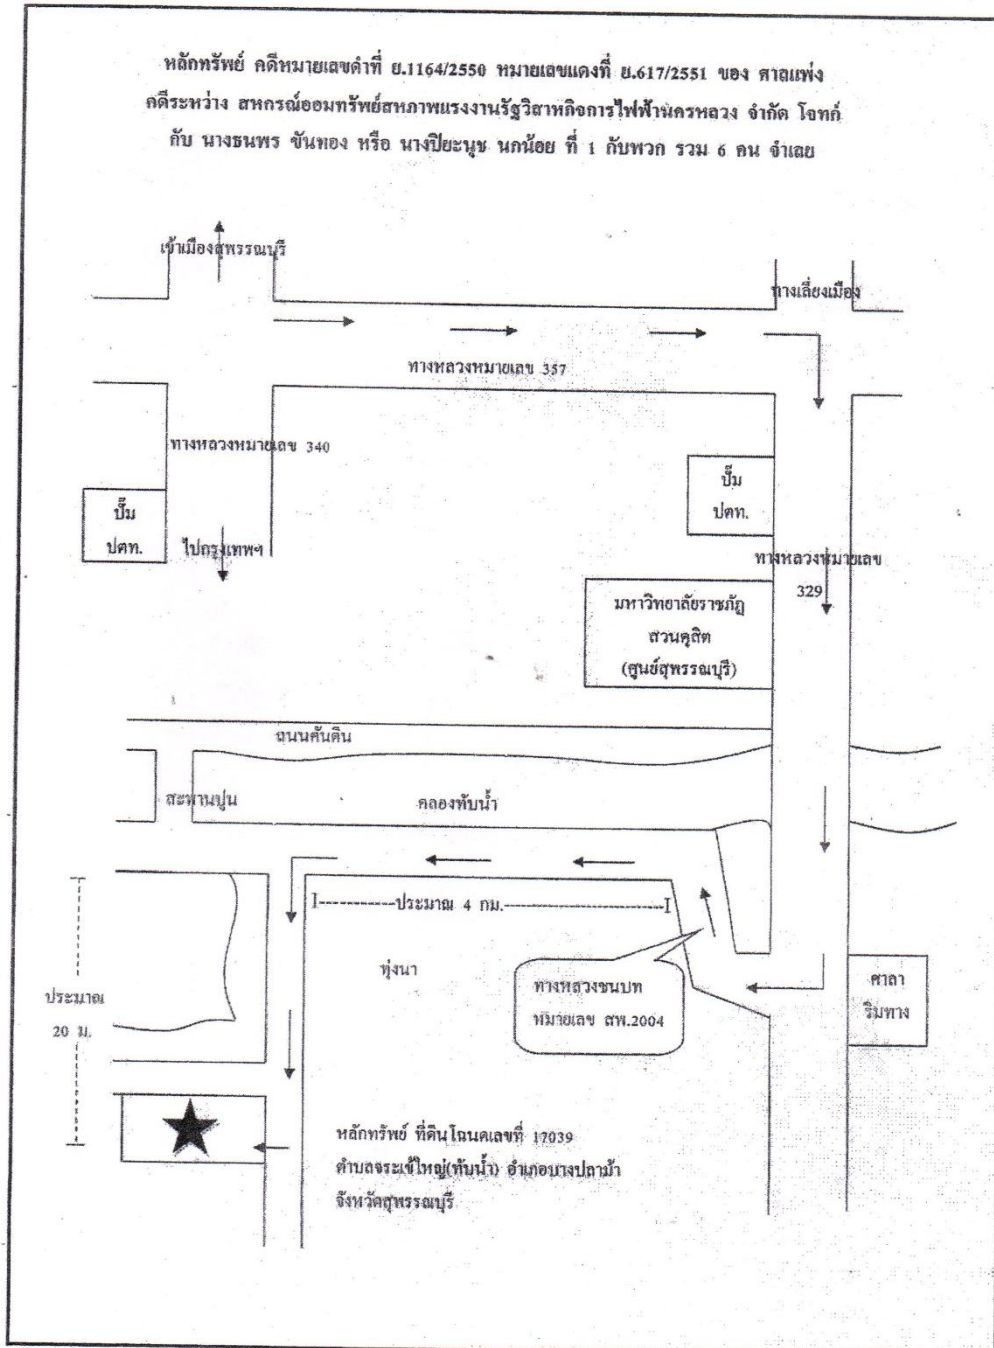 หลักทรัพย์ คดีหมายเลขดำที่ ย.1164/2550 หมายเลขแดงที่ ย.617/2551 ของ ศาลแพ่ง
คดีระหว่าง สหกรณ์ออมทรัพย์สหภาพแรงงานรัฐวิสาหกิจการไฟฟ้านครหลวง จำกัด โจทก์
กับ นางธนพร ขันทอง หรือ นางปิยะนุช นกน้อย ที่ 1 กับพวก รวม 6 คน จำเลย
เข้าเมืองสุพรรณบุรี
ทางเลี่ยงเมือง
ทางหลวงหมายเลข 357
ทางหลวงหมายเลข 340
ปั๊ม
ปตท.
ไปกรุงเทพฯ
ปั๊ม
ปตท.
ทางหลวงหมายเลข
329
มหาวิทยาลัยราชภัฏ
สวนดุสิต
(ศูนย์สุพรรณบุรี)
ถนนคันดิน
สะพานปูน
คลองทับน้ำ
ประมาณ 4 กม.
ทุ่งนา
ทางหลวงชนบท
หมายเลข สพ.2004
ศาลา
ริมทาง
ประมาณ
20 ม.
หลักทรัพย์ ที่ดินโฉนดเลขที่ 17039
ตำบลจระเข้ใหญ่(ทับน้ำ) อำเภอบางปลาม้า
จังหวัดสุพรรณบุรี